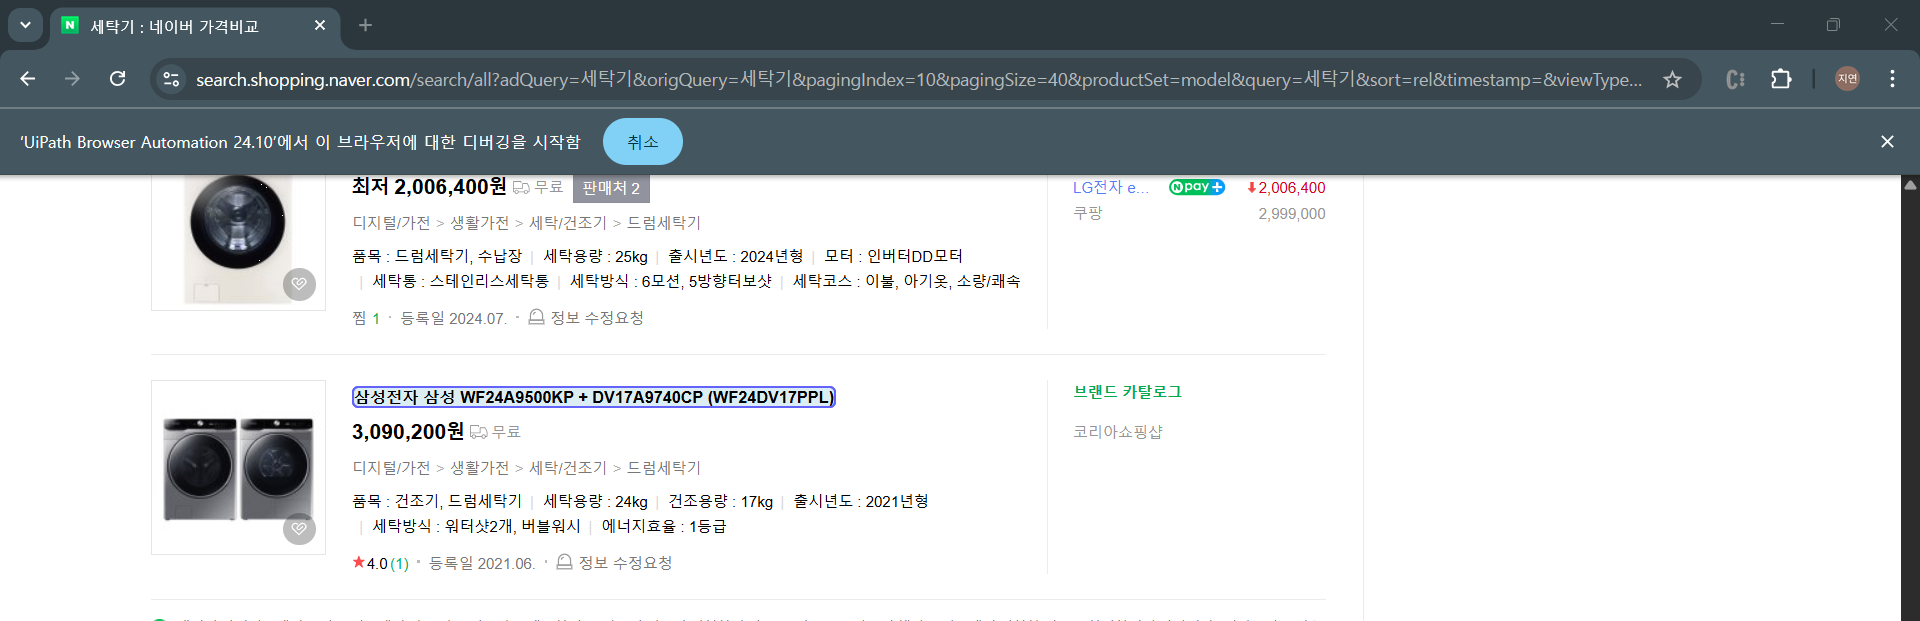 세탁기 : 네이버 가격비교
search.shopping.naver.com/search/all?adQuery=세탁기&origQuery=세탁기&pagingIndex=10&pagingSize=40&productSet=model&query=세탁기&sort=rel&timestamp=&viewType...
지연
'UiPath Browser Automation 24.10'에서 이 브라우저에 대한 디버깅을 시작함 취소
최저 2,006,400원 무료 판매처 2
LG전자 e... N pay+ 2,006,400
쿠팡 2,999,000
디지털/가전 > 생활가전 > 세탁/건조기 > 드럼세탁기
품목 : 드럼세탁기, 수납장 | 세탁용량 : 25kg | 출시년도 : 2024년형 | 모터 : 인버터DD모터
| 세탁통 : 스테인리스세탁통 | 세탁방식 : 6모션, 5방향터보샷 | 세탁코스 : 이불, 아기옷, 소량/쾌속
찜 1 · 등록일 2024.07. · 정보 수정요청
삼성전자 삼성 WF24A9500KP + DV17A9740CP (WF24DV17PPL)
3,090,200원 무료
브랜드 카탈로그
코리아쇼핑샵
디지털/가전 > 생활가전 > 세탁/건조기 > 드럼세탁기
품목 : 건조기, 드럼세탁기 | 세탁용량 : 24kg | 건조용량 : 17kg | 출시년도 : 2021년형
| 세탁방식 : 워터샷2개, 버블워시 | 에너지효율 : 1등급
★4.0 (1) · 등록일 2021.06. · 정보 수정요청